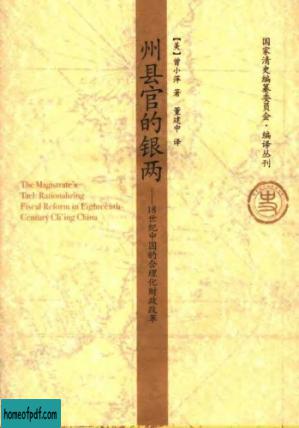 国家清史编纂委员会·编译丛刊
【美】曾小萍 著 董建中 译
州县官的银两
——18世纪中国的合理化财政改革
The Magistrate's
Tael: Rationalizing
Fiscal Reform in Eighteenth
Century Ch'ing China
homeofpdf.com